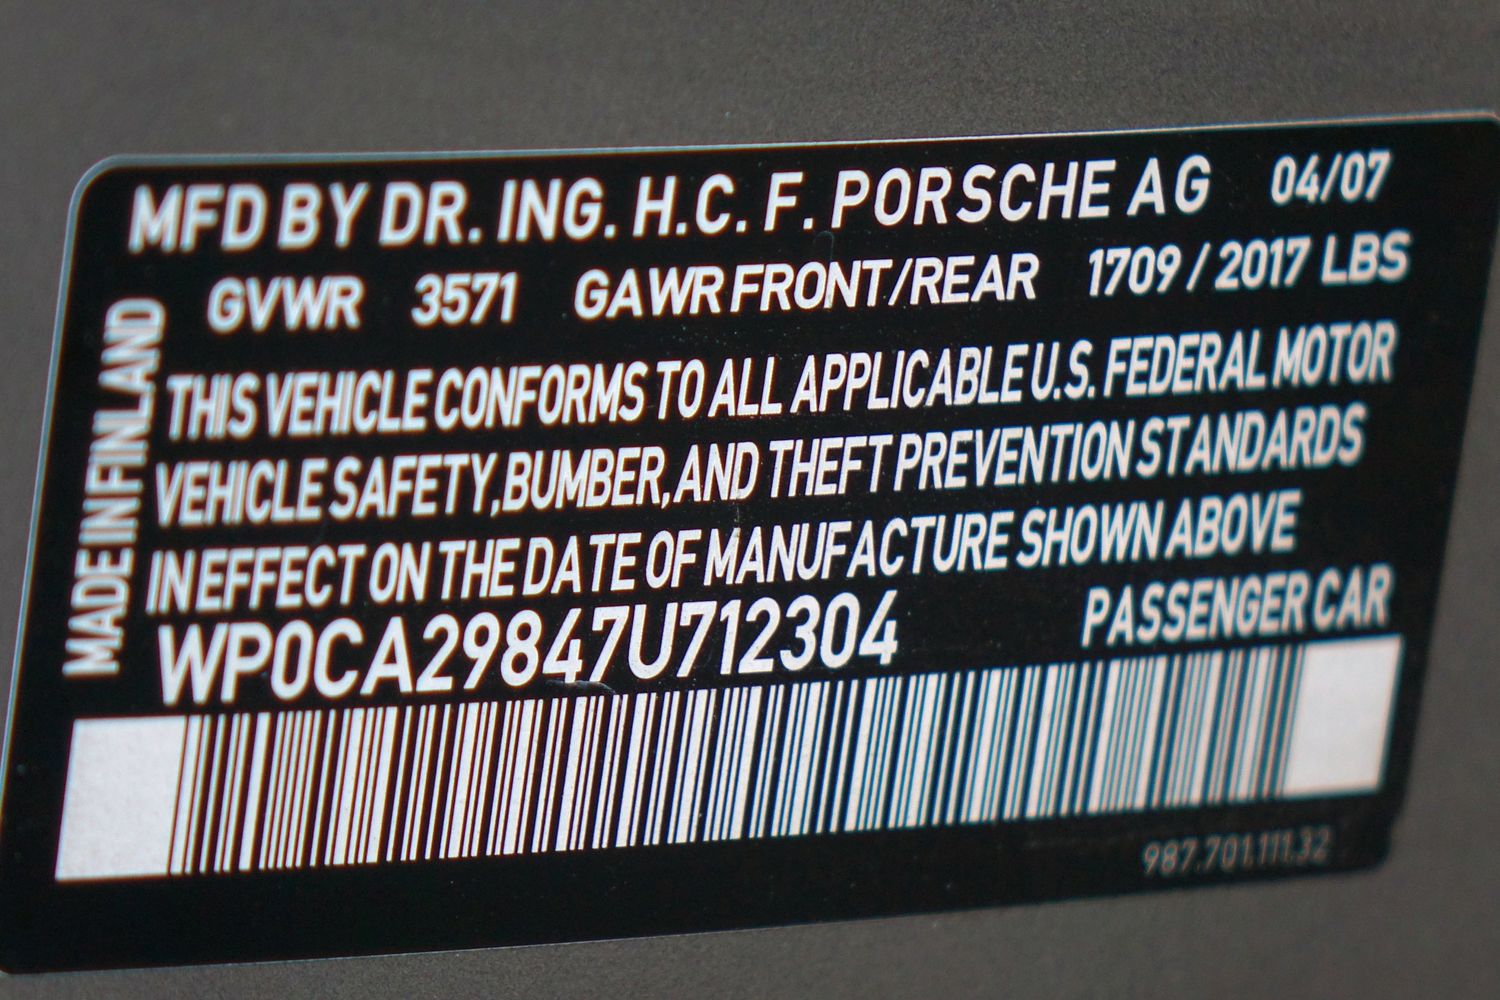 MFD BY DR. ING. H.C. F. PORSCHE AG 04/07
GVWR 3571 GAWR FRONT/REAR 1709 / 2017 LBS
MADE IN FINLAND
THIS VEHICLE CONFORMS TO ALL APPLICABLE U.S. FEDERAL MOTOR
VEHICLE SAFETY, BUMBER, AND THEFT PREVENTION STANDARDS
IN EFFECT ON THE DATE OF MANUFACTURE SHOWN ABOVE
WP0CA29847U712304 PASSENGER CAR
987.701.111.32